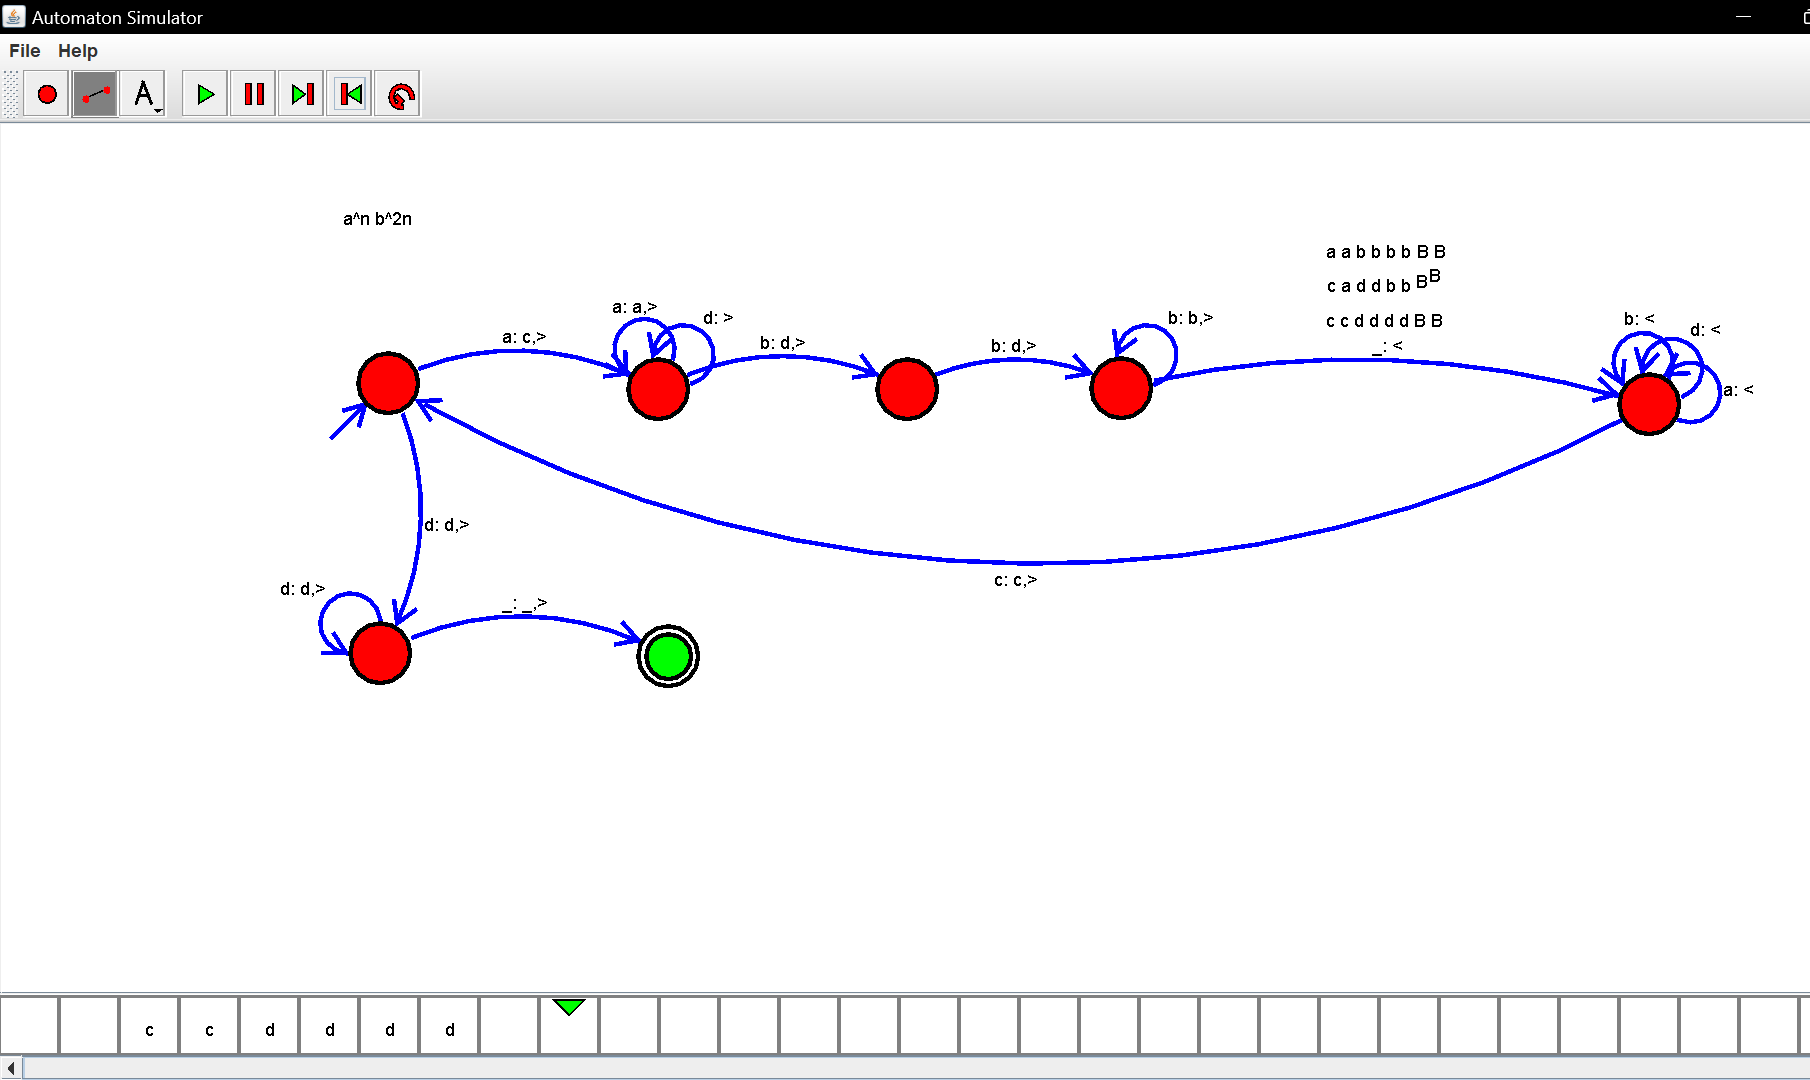 Automaton Simulator
File Help
A
a^n b^2n
a a b b b b B B
c a d d b b B B
c c d d d d B B
a: c,>
a: a,>
d: >
b: d,>
b: d,>
b: b,>
_: <
b: <
d: <
a: <
d: d,>
c: c,>
d: d,>
_: _,>
c c d d d d